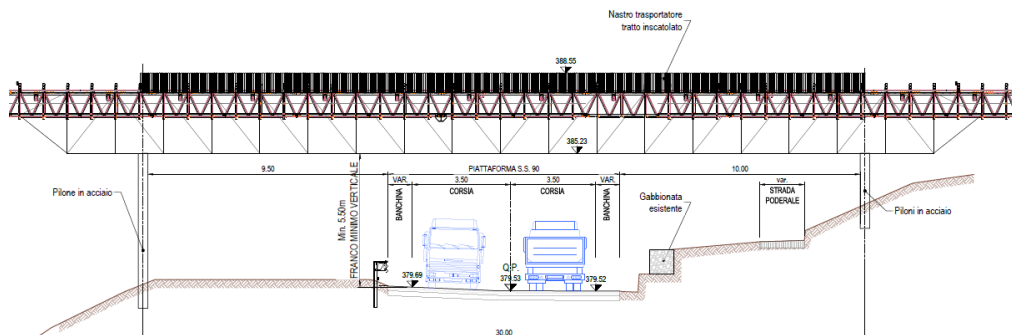 Nastro trasportatore
tratto inscatolato
388.55
385.23
9.50
PIATTAFORMA S.S. 90
10.00
VAR.
3.50
3.50
VAR.
var.
BANCHINA
CORSIA
CORSIA
BANCHINA
STRADA
PODERALE
Min. 5.50m
FRANCO MINIMO VERTICALE
Pilone in acciaio
Gabbionata
esistente
Piloni in acciaio
Q.P.
379.69
379.53
379.52
30.00